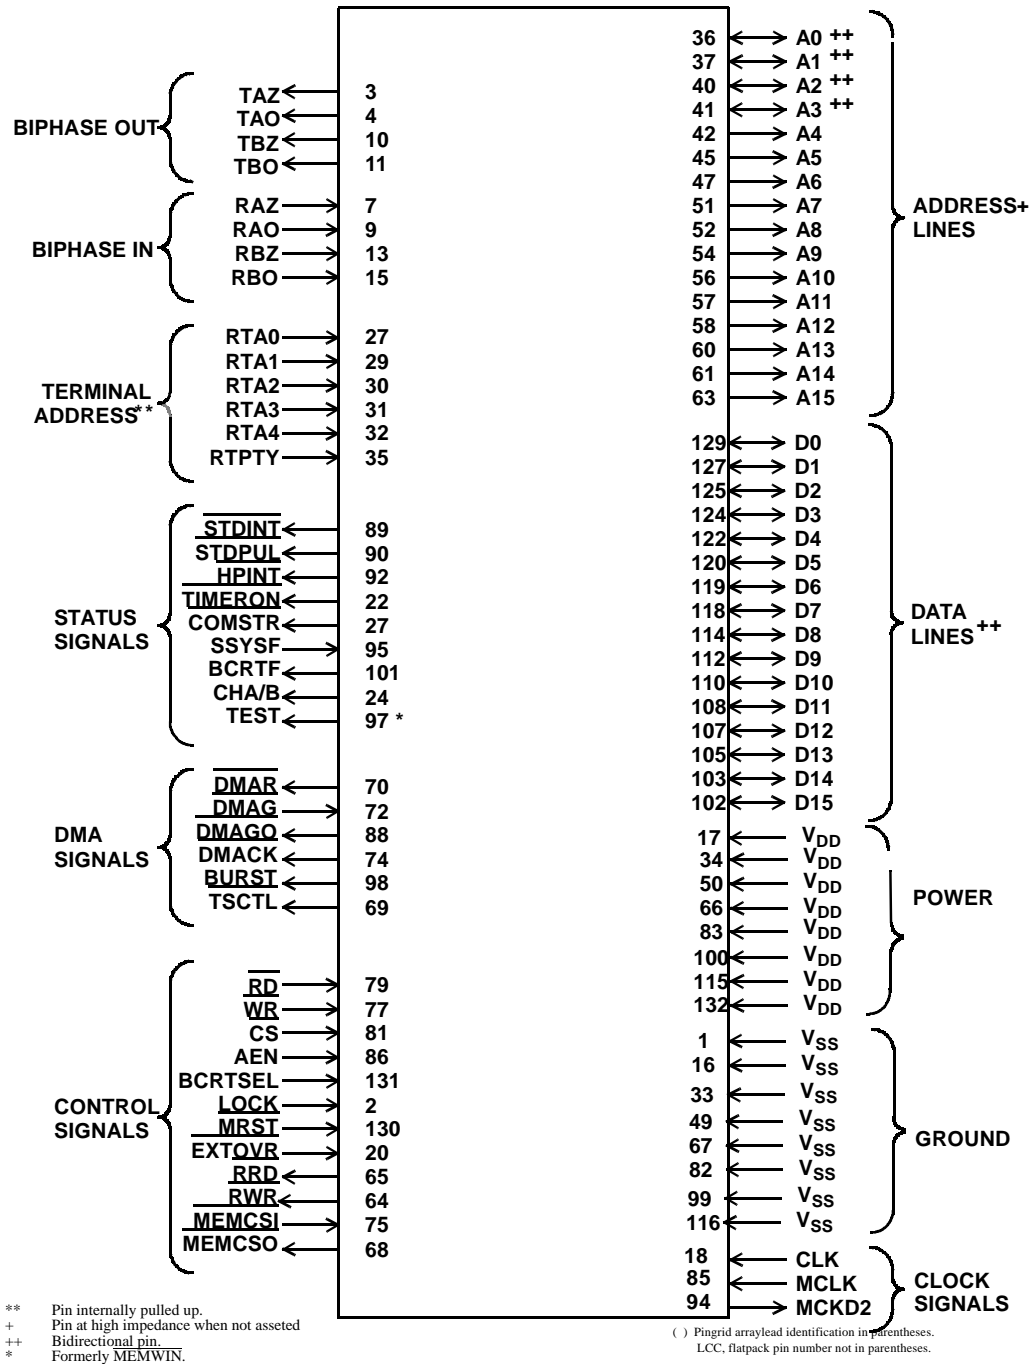 BIPHASE OUT
TAZ 3
TAO 4
TBZ 10
TBO 11
BIPHASE IN
RAZ 7
RAO 9
RBZ 13
RBO 15
TERMINAL
ADDRESS**
RTA0 27
RTA1 29
RTA2 30
RTA3 31
RTA4 32
RTPTY 35
STATUS
SIGNALS
STDINT 89
STDPUL 90
HPINT 92
TIMERON 22
COMSTR 27
SSYSF 95
BCRTF 101
CHA/B 24
TEST 97 *
DMA
SIGNALS
DMAR 70
DMAG 72
DMAGO 88
DMACK 74
BURST 98
TSCTL 69
CONTROL
SIGNALS
RD 79
WR 77
CS 81
AEN 86
BCRTSEL 131
LOCK 2
MRST 130
EXTOVR 20
RRD 65
RWR 64
MEMCSI 75
MEMCSO 68
36 A0 ++
37 A1 ++
40 A2 ++
41 A3 ++
42 A4
45 A5
47 A6
51 A7
52 A8
54 A9
56 A10
57 A11
58 A12
60 A13
61 A14
63 A15
ADDRESS+
LINES
129 D0
127 D1
125 D2
124 D3
122 D4
120 D5
119 D6
118 D7
114 D8
112 D9
110 D10
108 D11
107 D12
105 D13
103 D14
102 D15
DATA
LINES ++
17 VDD
34 VDD
50 VDD
66 VDD
83 VDD
100 VDD
115 VDD
132 VDD
POWER
1 VSS
16 VSS
33 VSS
49 VSS
67 VSS
82 VSS
99 VSS
116 VSS
GROUND
18 CLK
85 MCLK
94 MCKD2
CLOCK
SIGNALS
** Pin internally pulled up.
+ Pin at high impedance when not asseted
++ Bidirectional pin.
* Formerly MEMWIN.
( ) Pingrid arraylead identification in parentheses.
LCC, flatpack pin number not in parentheses.